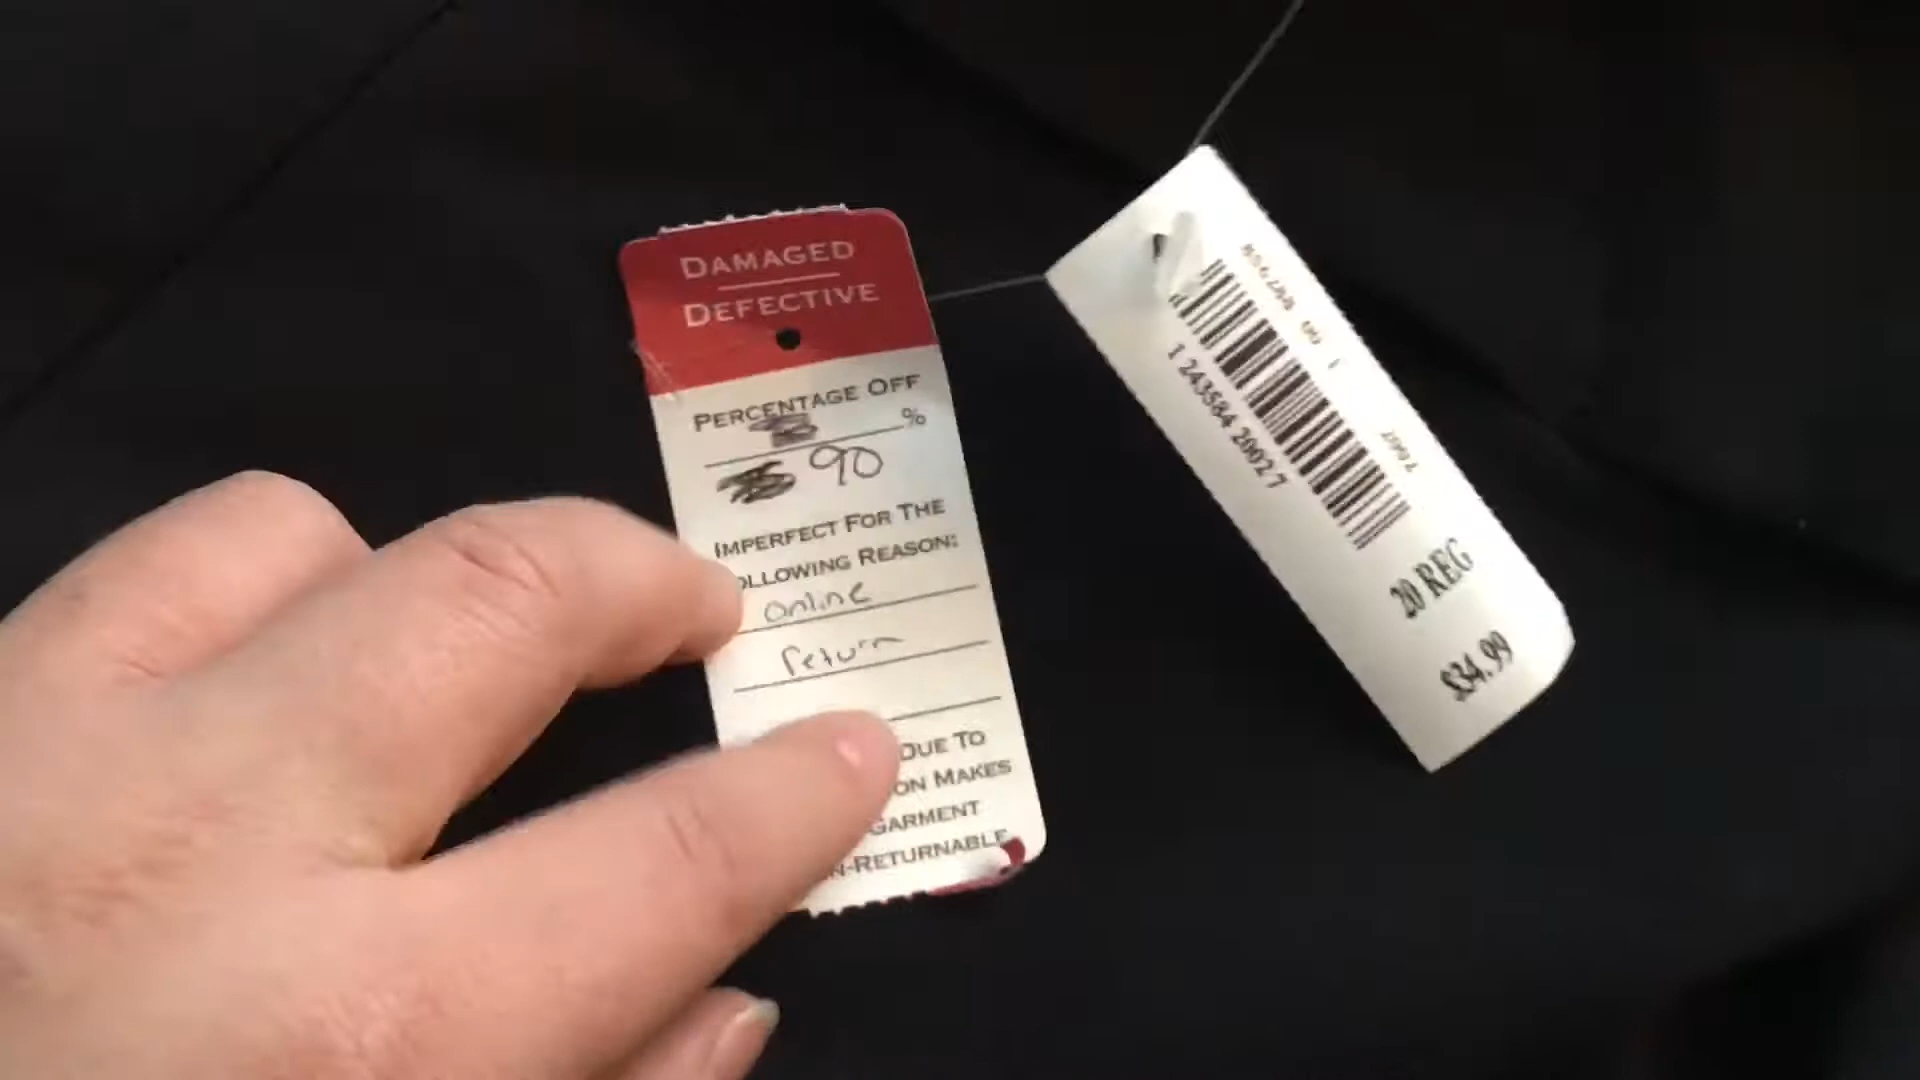 DAMAGED
DEFECTIVE
PERCENTAGE OFF
%
90
IMPERFECT FOR THE
OLLOWING REASON:
online
return
DUE TO
ON MAKES
GARMENT
N-RETURNABLE
1 243584 20027
20 REG
$34.99